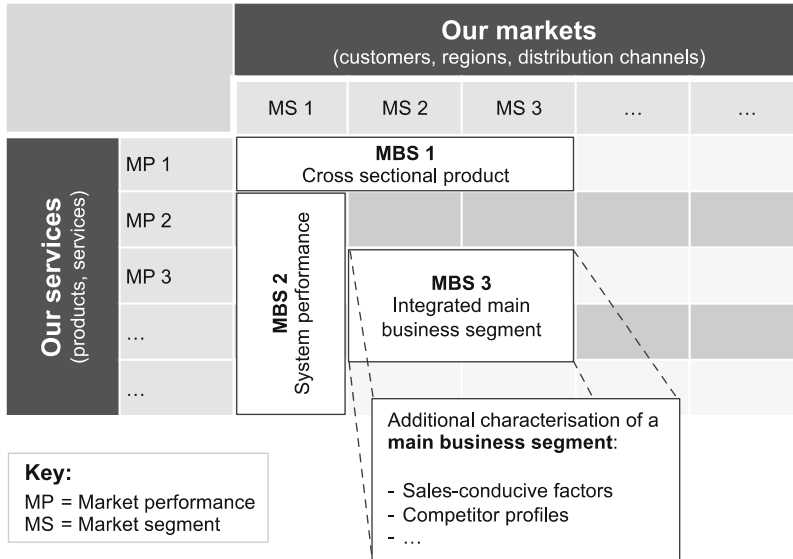 Our markets
(customers, regions, distribution channels)
MS 1 MS 2 MS 3 ... ...
Our services
(products, services)
MP 1
MP 2
MP 3
...
...
MBS 1
Cross sectional product
MBS 2
System performance
MBS 3
Integrated main
business segment
Additional characterisation of a
main business segment:
- Sales-conducive factors
- Competitor profiles
- ...
Key:
MP = Market performance
MS = Market segment